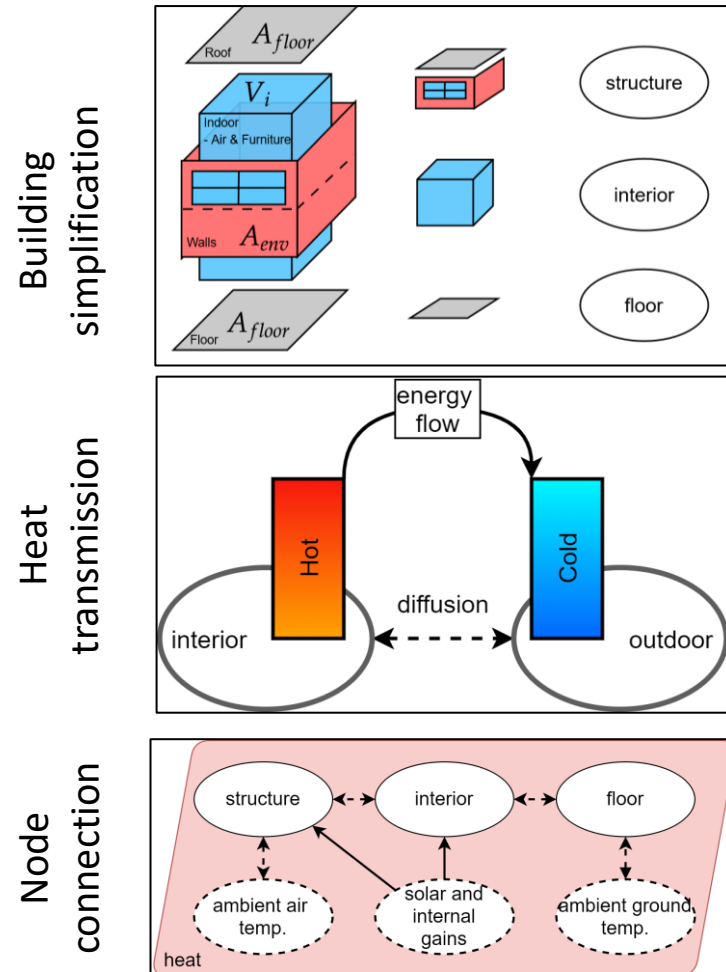 Building
simplification
Roof
A_floor
V_i
Indoor
- Air & Furniture
Walls
A_env
Floor
A_floor
structure
interior
floor
Heat
transmission
energy
flow
Hot
Cold
diffusion
interior
outdoor
Node
connection
structure
interior
floor
ambient air
temp.
solar and
internal
gains
ambient ground
temp.
heat